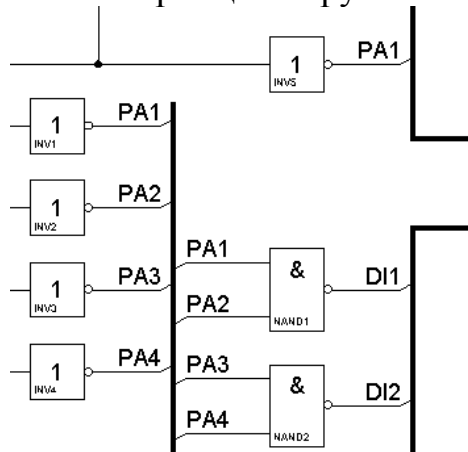 1
INV5
PA1
1
INV1
PA1
1
INV2
PA2
1
INV3
PA3
1
INV4
PA4
PA1
PA2
&
NAND1
DI1
PA3
PA4
&
NAND2
DI2